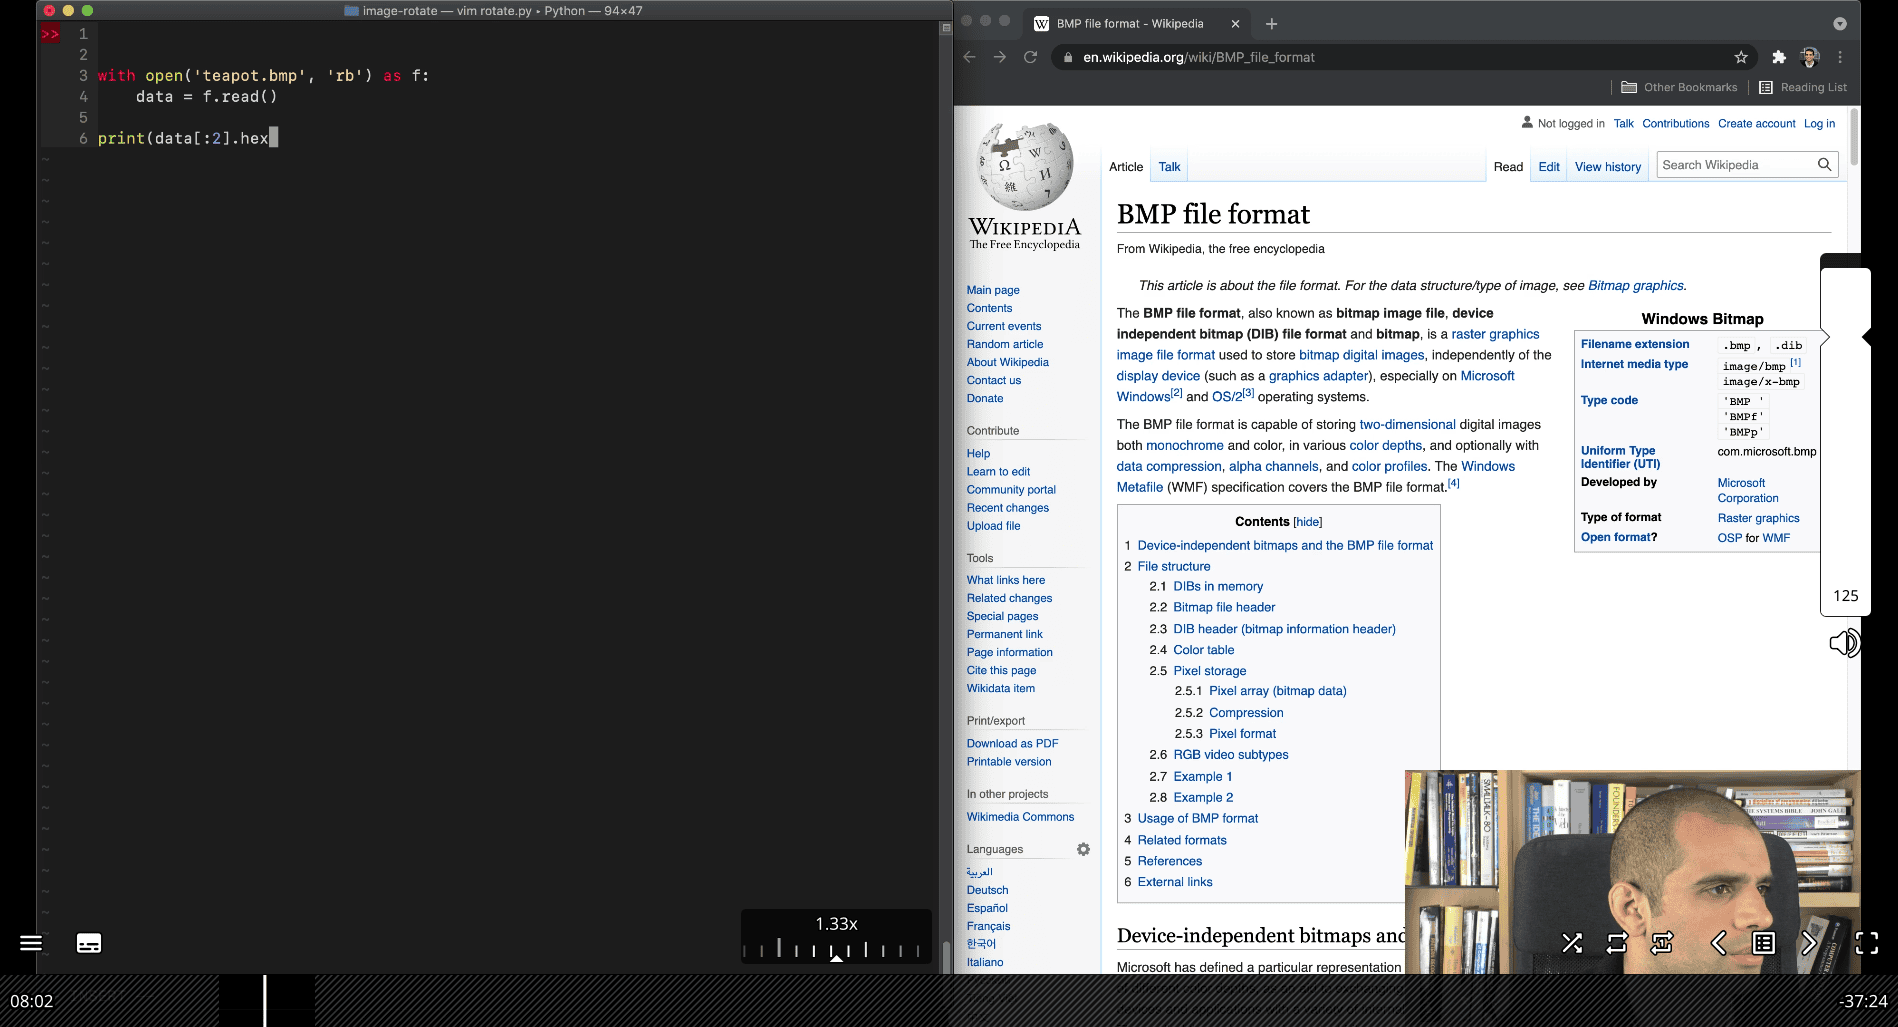 image-rotate — vim rotate.py ▸ Python — 94×47
>> 1
2
3 with open('teapot.bmp', 'rb') as f:
4 data = f.read()
5
6 print(data[:2].hex
BMP file format - Wikipedia
en.wikipedia.org/wiki/BMP_file_format
Other Bookmarks
Reading List
Not logged in Talk Contributions Create account Log in
Article Talk
Read Edit View history
Search Wikipedia
WIKIPEDIA
The Free Encyclopedia
Main page
Contents
Current events
Random article
About Wikipedia
Contact us
Donate
Contribute
Help
Learn to edit
Community portal
Recent changes
Upload file
Tools
What links here
Related changes
Special pages
Permanent link
Page information
Cite this page
Wikidata item
Print/export
Download as PDF
Printable version
In other projects
Wikimedia Commons
Languages
العربية
Deutsch
Español
Français
한국어
Italiano
BMP file format
From Wikipedia, the free encyclopedia
This article is about the file format. For the data structure/type of image, see Bitmap graphics.
The BMP file format, also known as bitmap image file, device
independent bitmap (DIB) file format and bitmap, is a raster graphics
image file format used to store bitmap digital images, independently of the
display device (such as a graphics adapter), especially on Microsoft
Windows[2] and OS/2[3] operating systems.
The BMP file format is capable of storing two-dimensional digital images
both monochrome and color, in various color depths, and optionally with
data compression, alpha channels, and color profiles. The Windows
Metafile (WMF) specification covers the BMP file format.[4]
Windows Bitmap
Filename extension .bmp, .dib
Internet media type image/bmp [1]
image/x-bmp
Type code 'BMP '
'BMPf'
'BMPp'
Uniform Type
Identifier (UTI) com.microsoft.bmp
Developed by Microsoft
Corporation
Type of format Raster graphics
Open format? OSP for WMF
Contents [hide]
1 Device-independent bitmaps and the BMP file format
2 File structure
2.1 DIBs in memory
2.2 Bitmap file header
2.3 DIB header (bitmap information header)
2.4 Color table
2.5 Pixel storage
2.5.1 Pixel array (bitmap data)
2.5.2 Compression
2.5.3 Pixel format
2.6 RGB video subtypes
2.7 Example 1
2.8 Example 2
3 Usage of BMP format
4 Related formats
5 References
6 External links
Device-independent bitmaps and
Microsoft has defined a particular representation
125
SMALLTALK-80
FOUNDERS
THE SYSTEMS BIBLE JOHN GALL
1.33x
08:02
-37:24